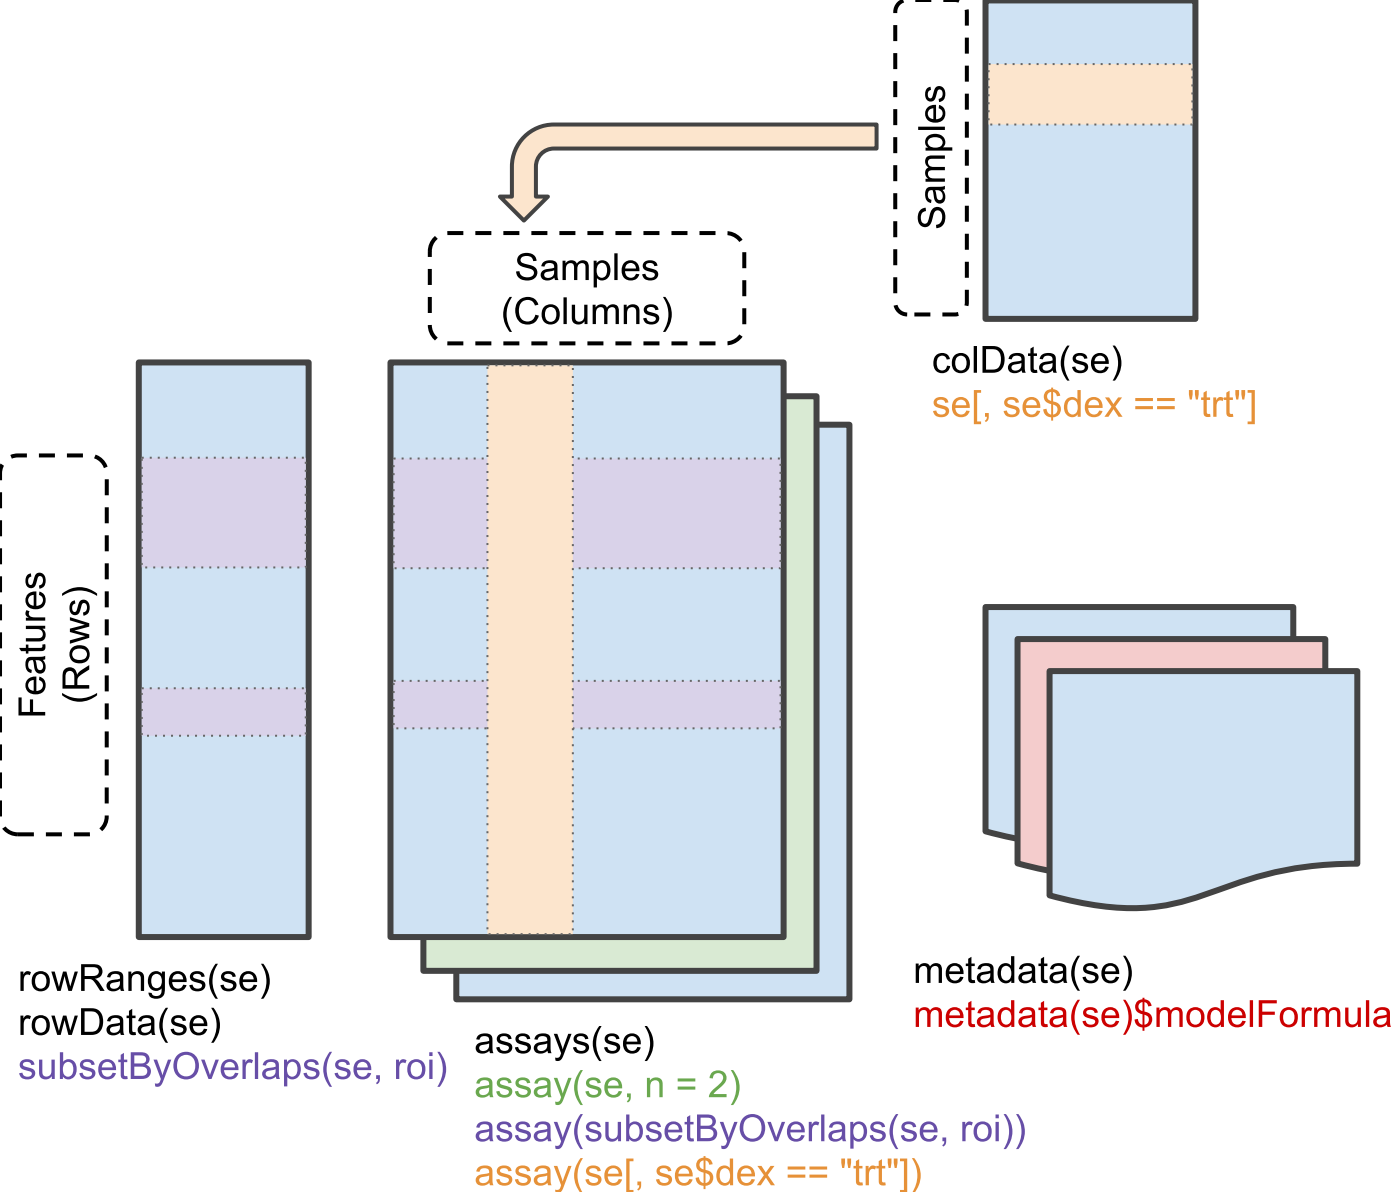 Samples
Samples
(Columns)
colData(se)
se[, se$dex == "trt"]
Features
(Rows)
rowRanges(se)
rowData(se)
subsetByOverlaps(se, roi)
assays(se)
assay(se, n = 2)
assay(subsetByOverlaps(se, roi))
assay(se[, se$dex == "trt"])
metadata(se)
metadata(se)$modelFormula